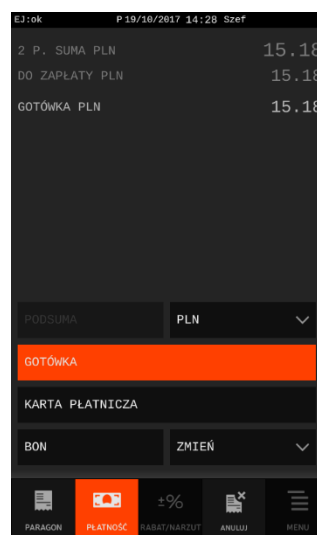 EJ:ok P 19/10/2017 14:28 Szef
2 P. SUMA PLN 15.18
DO ZAPŁATY PLN 15.18
GOTÓWKA PLN 15.18
PODSUMA PLN
GOTÓWKA
KARTA PŁATNICZA
BON ZMIEŃ
±%
PARAGON PŁATNOŚĆ RABAT/NARZUT ANULUJ MENU